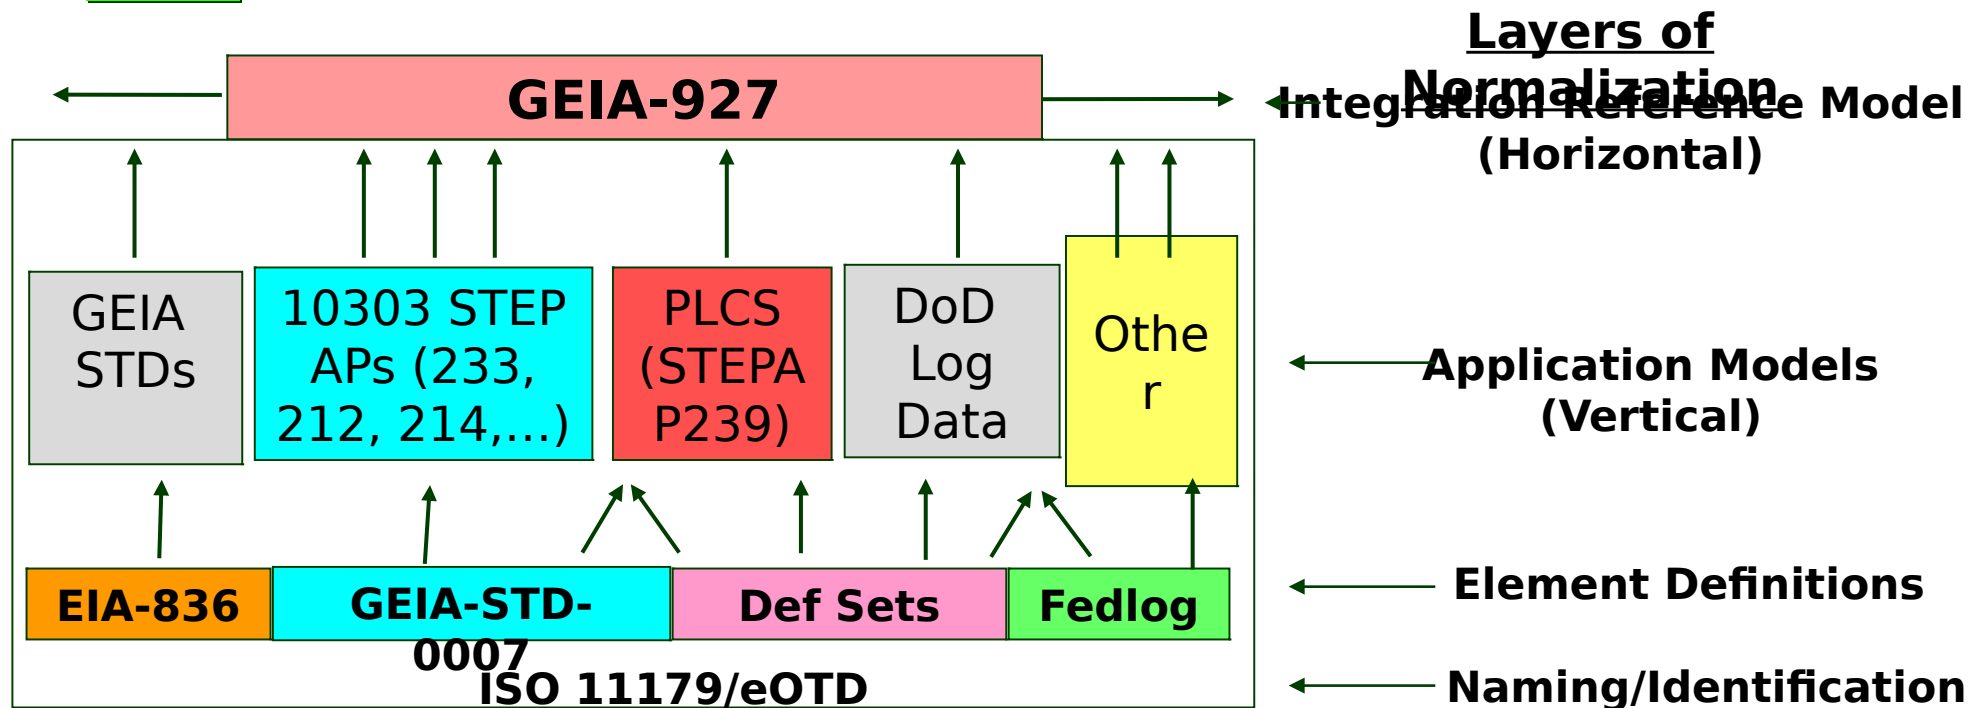 Layers of
Normalization
GEIA-927
Integration Reference Model
(Horizontal)
GEIA
STDs
10303 STEP
APs (233,
212, 214,...)
PLCS
(STEPA
P239)
DoD
Log
Data
Othe
r
Application Models
(Vertical)
EIA-836
GEIA-STD-
0007
Def Sets
Fedlog
Element Definitions
ISO 11179/eOTD
Naming/Identification